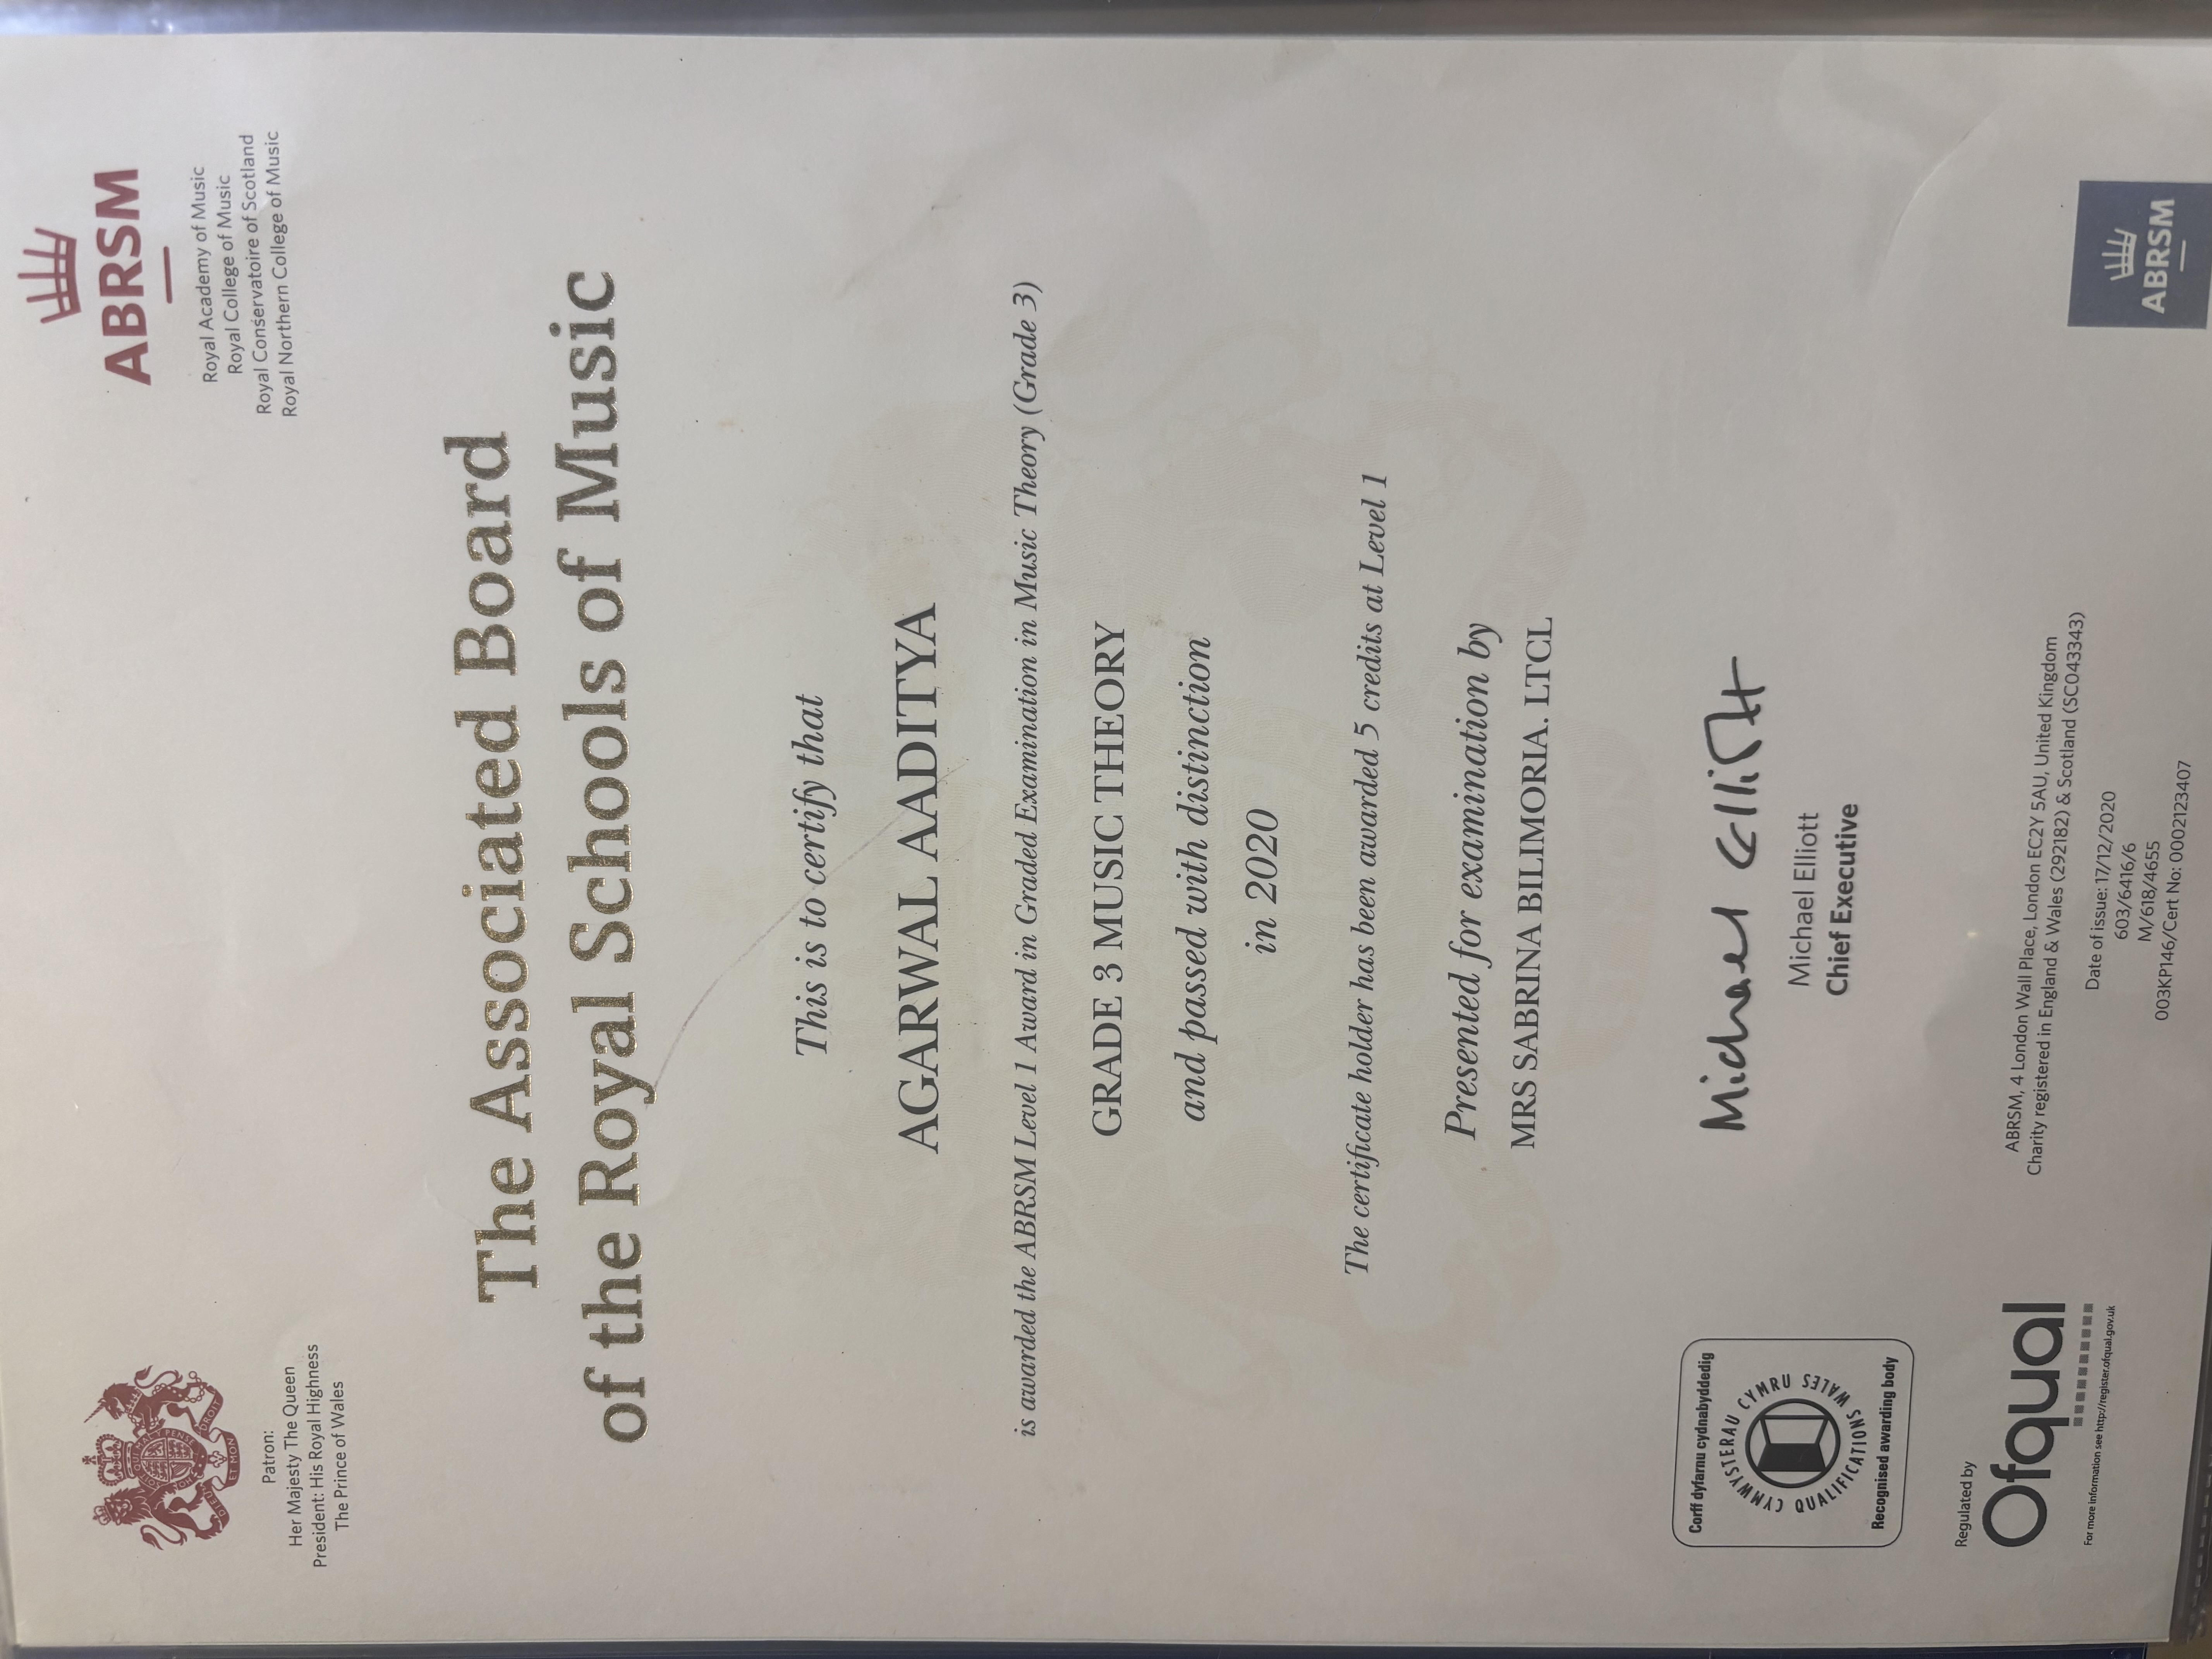 DIEU ET MON DROIT
Patron:
Her Majesty The Queen
President: His Royal Highness
The Prince of Wales
ABRSM
Royal Academy of Music
Royal College of Music
Royal Conservatoire of Scotland
Royal Northern College of Music
The Associated Board
of the Royal Schools of Music
This is to certify that
AGARWAL AADITYA
is awarded the ABRSM Level 1 Award in Graded Examination in Music Theory (Grade 3)
GRADE 3 MUSIC THEORY
and passed with distinction
in 2020
The certificate holder has been awarded 5 credits at Level 1
Presented for examination by
MRS SABRINA BILIMORIA. LTCL
Corff dyfarnu cydnabyddedig
CYMWYSTERAU CYMRU
QUALIFICATIONS WALES
Recognised awarding body
Michael Elliott
Michael Elliott
Chief Executive
Regulated by
Ofqual
For more information see http://register.ofqual.gov.uk
ABRSM, 4 London Wall Place, London EC2Y 5AU, United Kingdom
Charity registered in England & Wales (292182) & Scotland (SC043343)
Date of issue: 17/12/2020
603/6416/6
M/618/4655
003KP146/Cert No: 0002123407
ABRSM